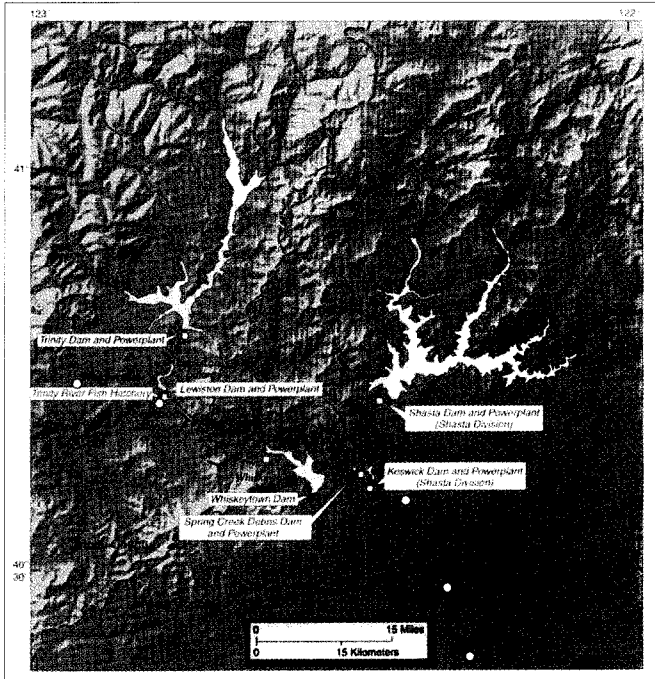 123
122
41
Trinity Dam and Powerplant
Trinity River Fish Hatchery
Lewiston Dam and Powerplant
Shasta Dam and Powerplant
(Shasta Division)
Keswick Dam and Powerplant
(Shasta Division)
Whiskeytown Dam
Spring Creek Debris Dam
and Powerplant
40
30
0 15 Miles
0 15 Kilometers